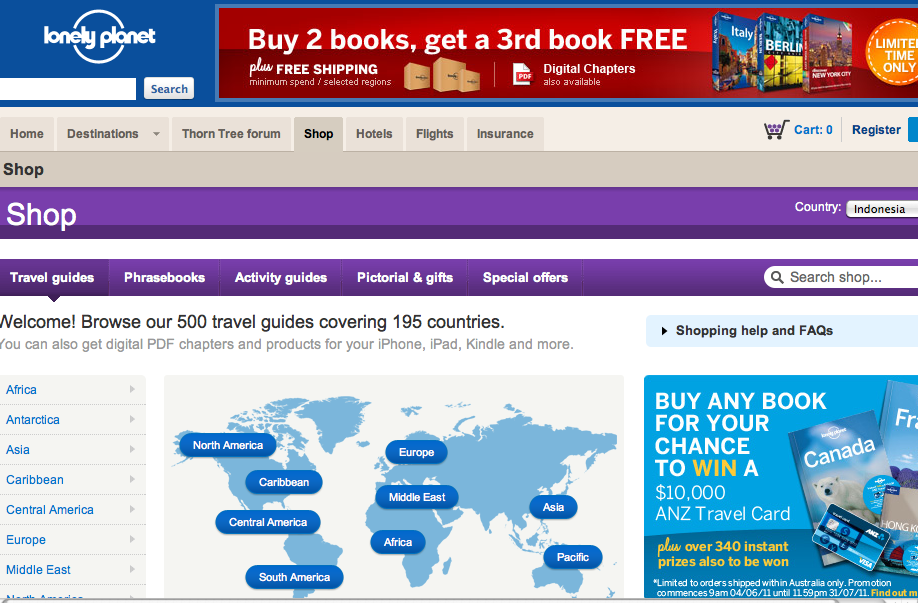 lonely planet
Search
Buy 2 books, get a 3rd book FREE
plus FREE SHIPPING
minimum spend / selected regions
PDF
Digital Chapters
also available
Italy
BERLIN
NEW YORK CITY
LIMITED
TIME
ONLY
Home
Destinations
Thorn Tree forum
Shop
Hotels
Flights
Insurance
Cart: 0
Register
Shop
Shop
Country:
Indonesia
Travel guides
Phrasebooks
Activity guides
Pictorial & gifts
Special offers
Search shop...
Welcome! Browse our 500 travel guides covering 195 countries.
You can also get digital PDF chapters and products for your iPhone, iPad, Kindle and more.
Shopping help and FAQs
Africa
Antarctica
Asia
Caribbean
Central America
Europe
Middle East
North America
North America
Europe
Caribbean
Middle East
Asia
Central America
Africa
Pacific
South America
BUY ANY BOOK
FOR YOUR
CHANCE
TO WIN A
$10,000
ANZ Travel Card
plus over 340 instant
prizes also to be won
*Limited to orders shipped within Australia only. Promotion
commences 9am 04/06/11 until 11.59pm 31/07/11. Find out m
lonely planet
Canada
Fra
HONG KO
ANZ
VISA